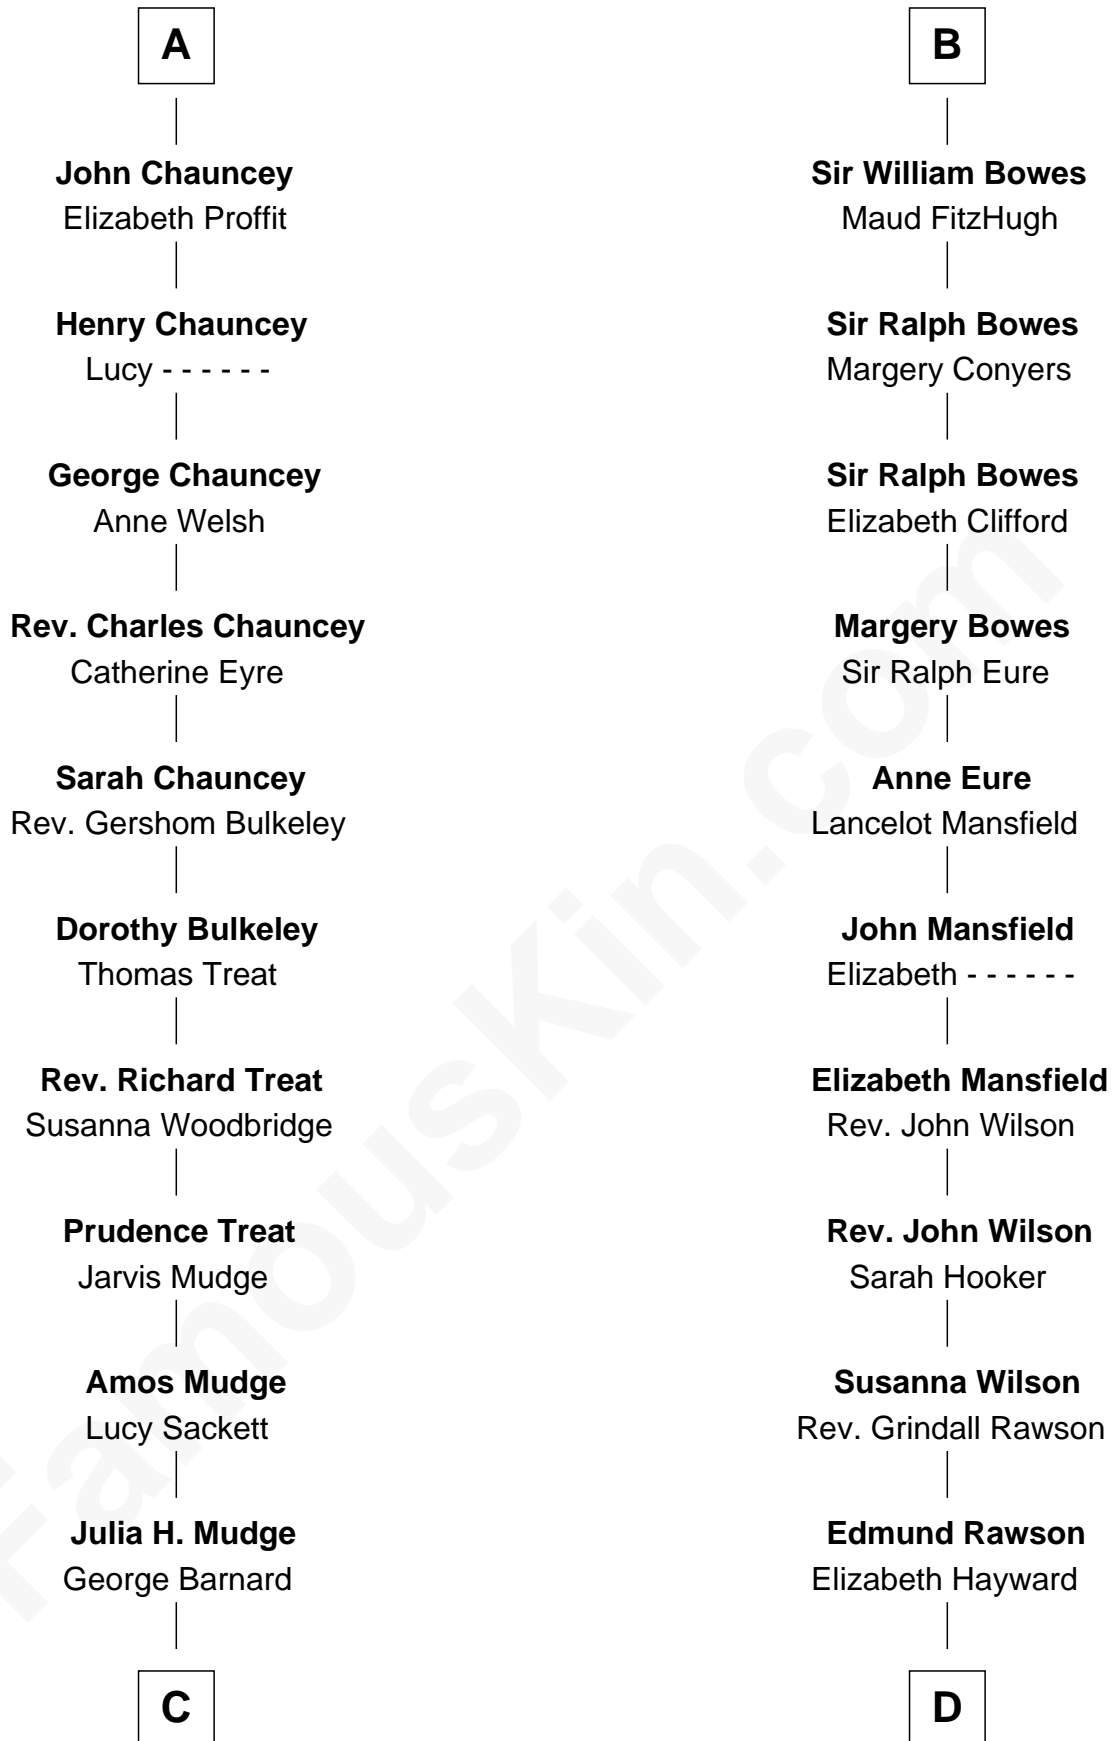 A
John Chauncey
Elizabeth Proffit
Henry Chauncey
Lucy - - - - - -
George Chauncey
Anne Welsh
Rev. Charles Chauncey
Catherine Eyre
Sarah Chauncey
Rev. Gershom Bulkeley
Dorothy Bulkeley
Thomas Treat
Rev. Richard Treat
Susanna Woodbridge
Prudence Treat
Jarvis Mudge
Amos Mudge
Lucy Sackett
Julia H. Mudge
George Barnard
C
B
Sir William Bowes
Maud FitzHugh
Sir Ralph Bowes
Margery Conyers
Sir Ralph Bowes
Elizabeth Clifford
Margery Bowes
Sir Ralph Eure
Anne Eure
Lancelot Mansfield
John Mansfield
Elizabeth - - - - - -
Elizabeth Mansfield
Rev. John Wilson
Rev. John Wilson
Sarah Hooker
Susanna Wilson
Rev. Grindall Rawson
Edmund Rawson
Elizabeth Hayward
D
FamousKin.com